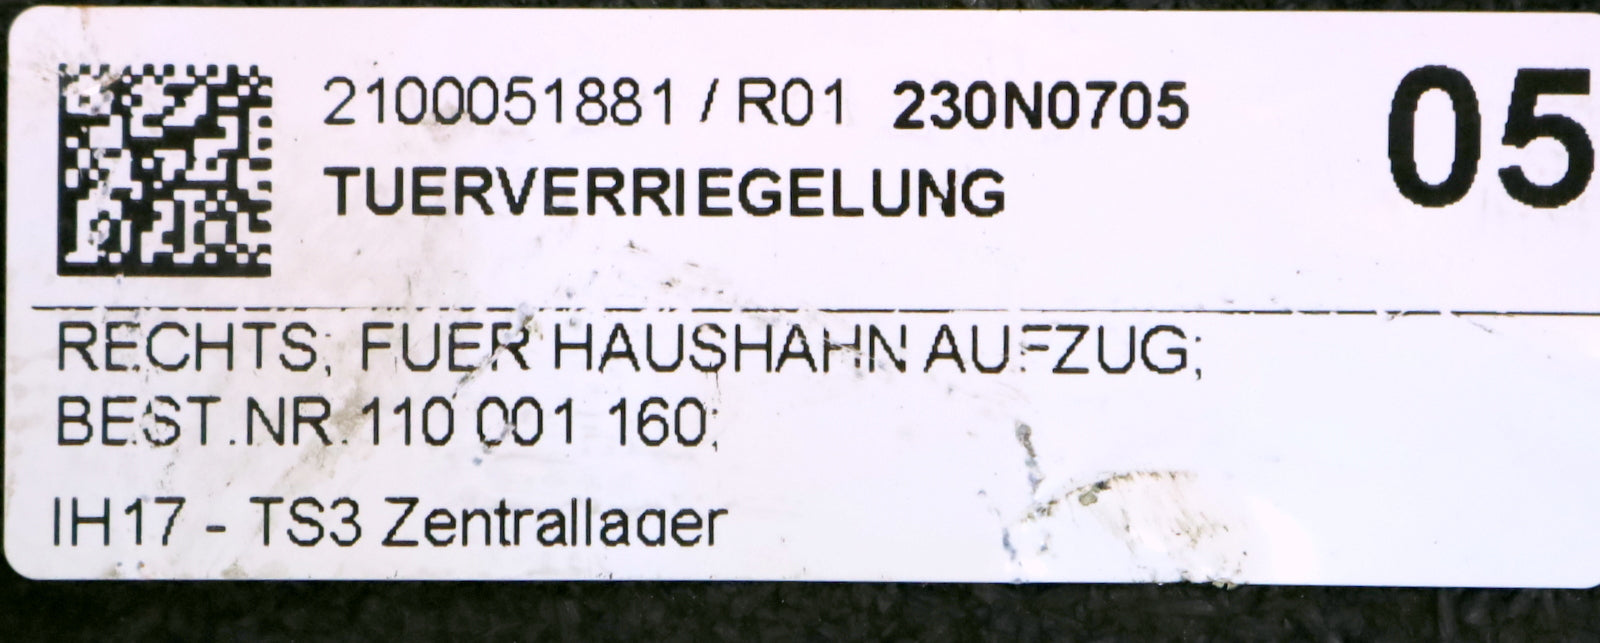 2100051881 / R01 230N0705 05
TUERVERRIEGELUNG
RECHTS; FUER HAUSHAHN AUFZUG;
BEST.NR.110 001 160;
IH17 - TS3 Zentrallager